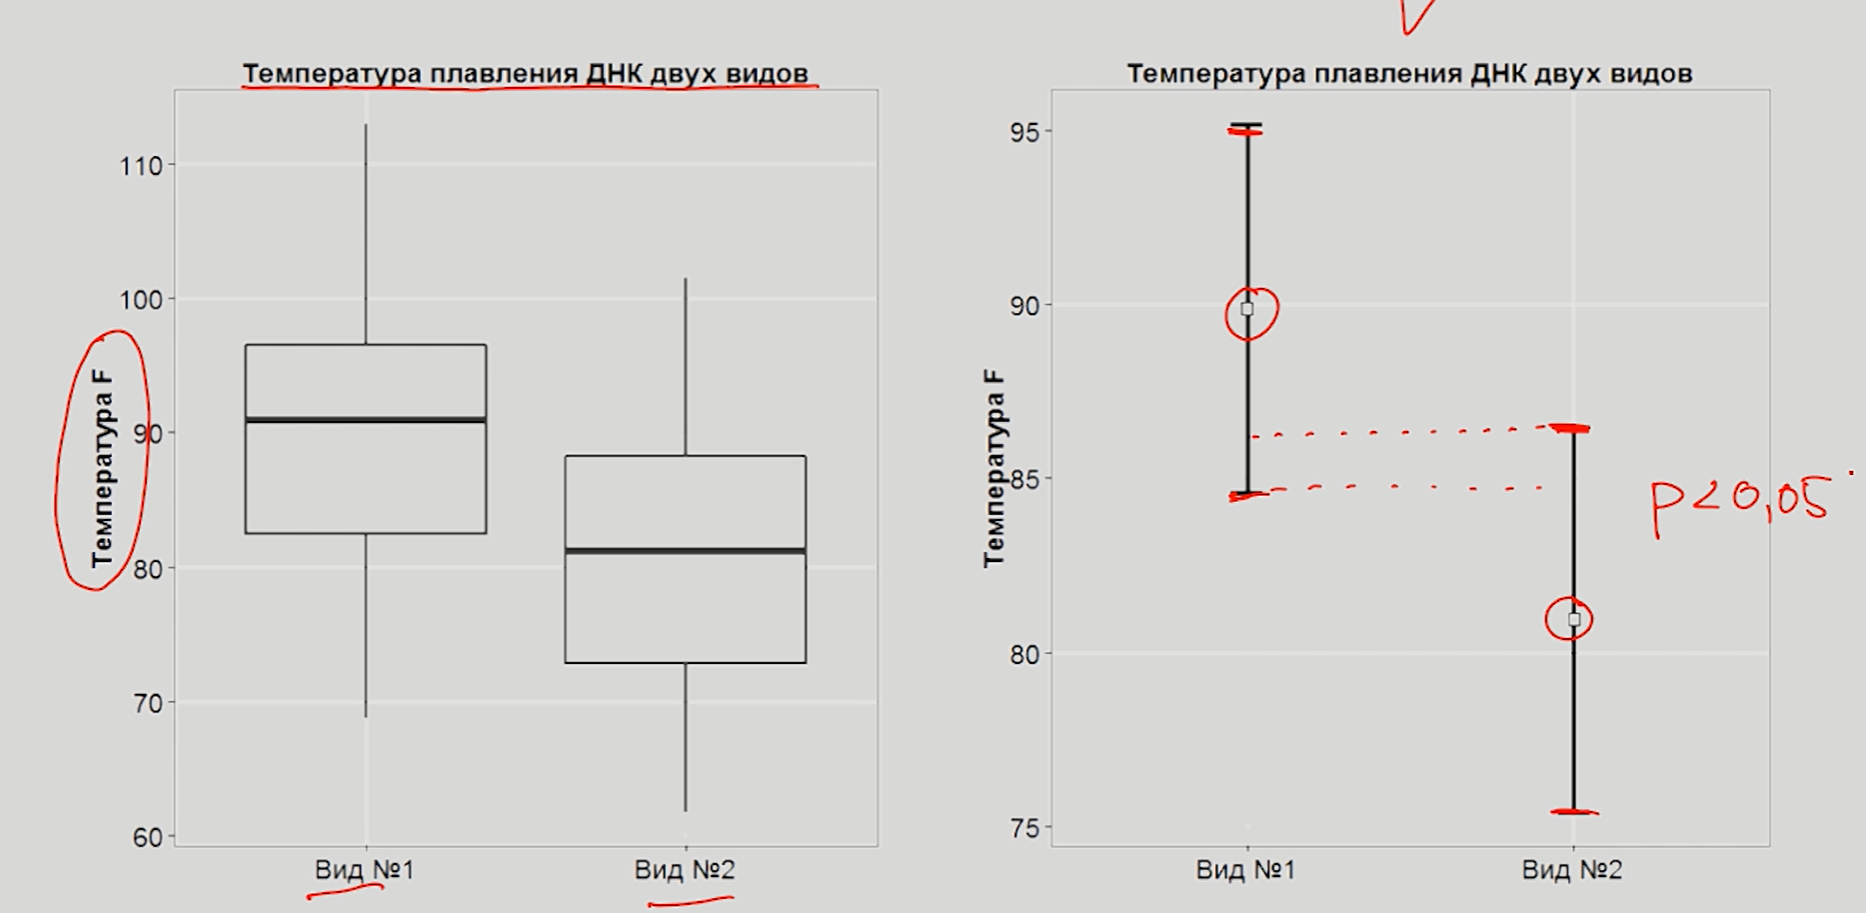 Температура плавления ДНК двух видов
Температура F
110
100
90
80
70
60
Вид №1
Вид №2
Температура плавления ДНК двух видов
Температура F
95
90
85
80
75
Вид №1
Вид №2
p<0,05